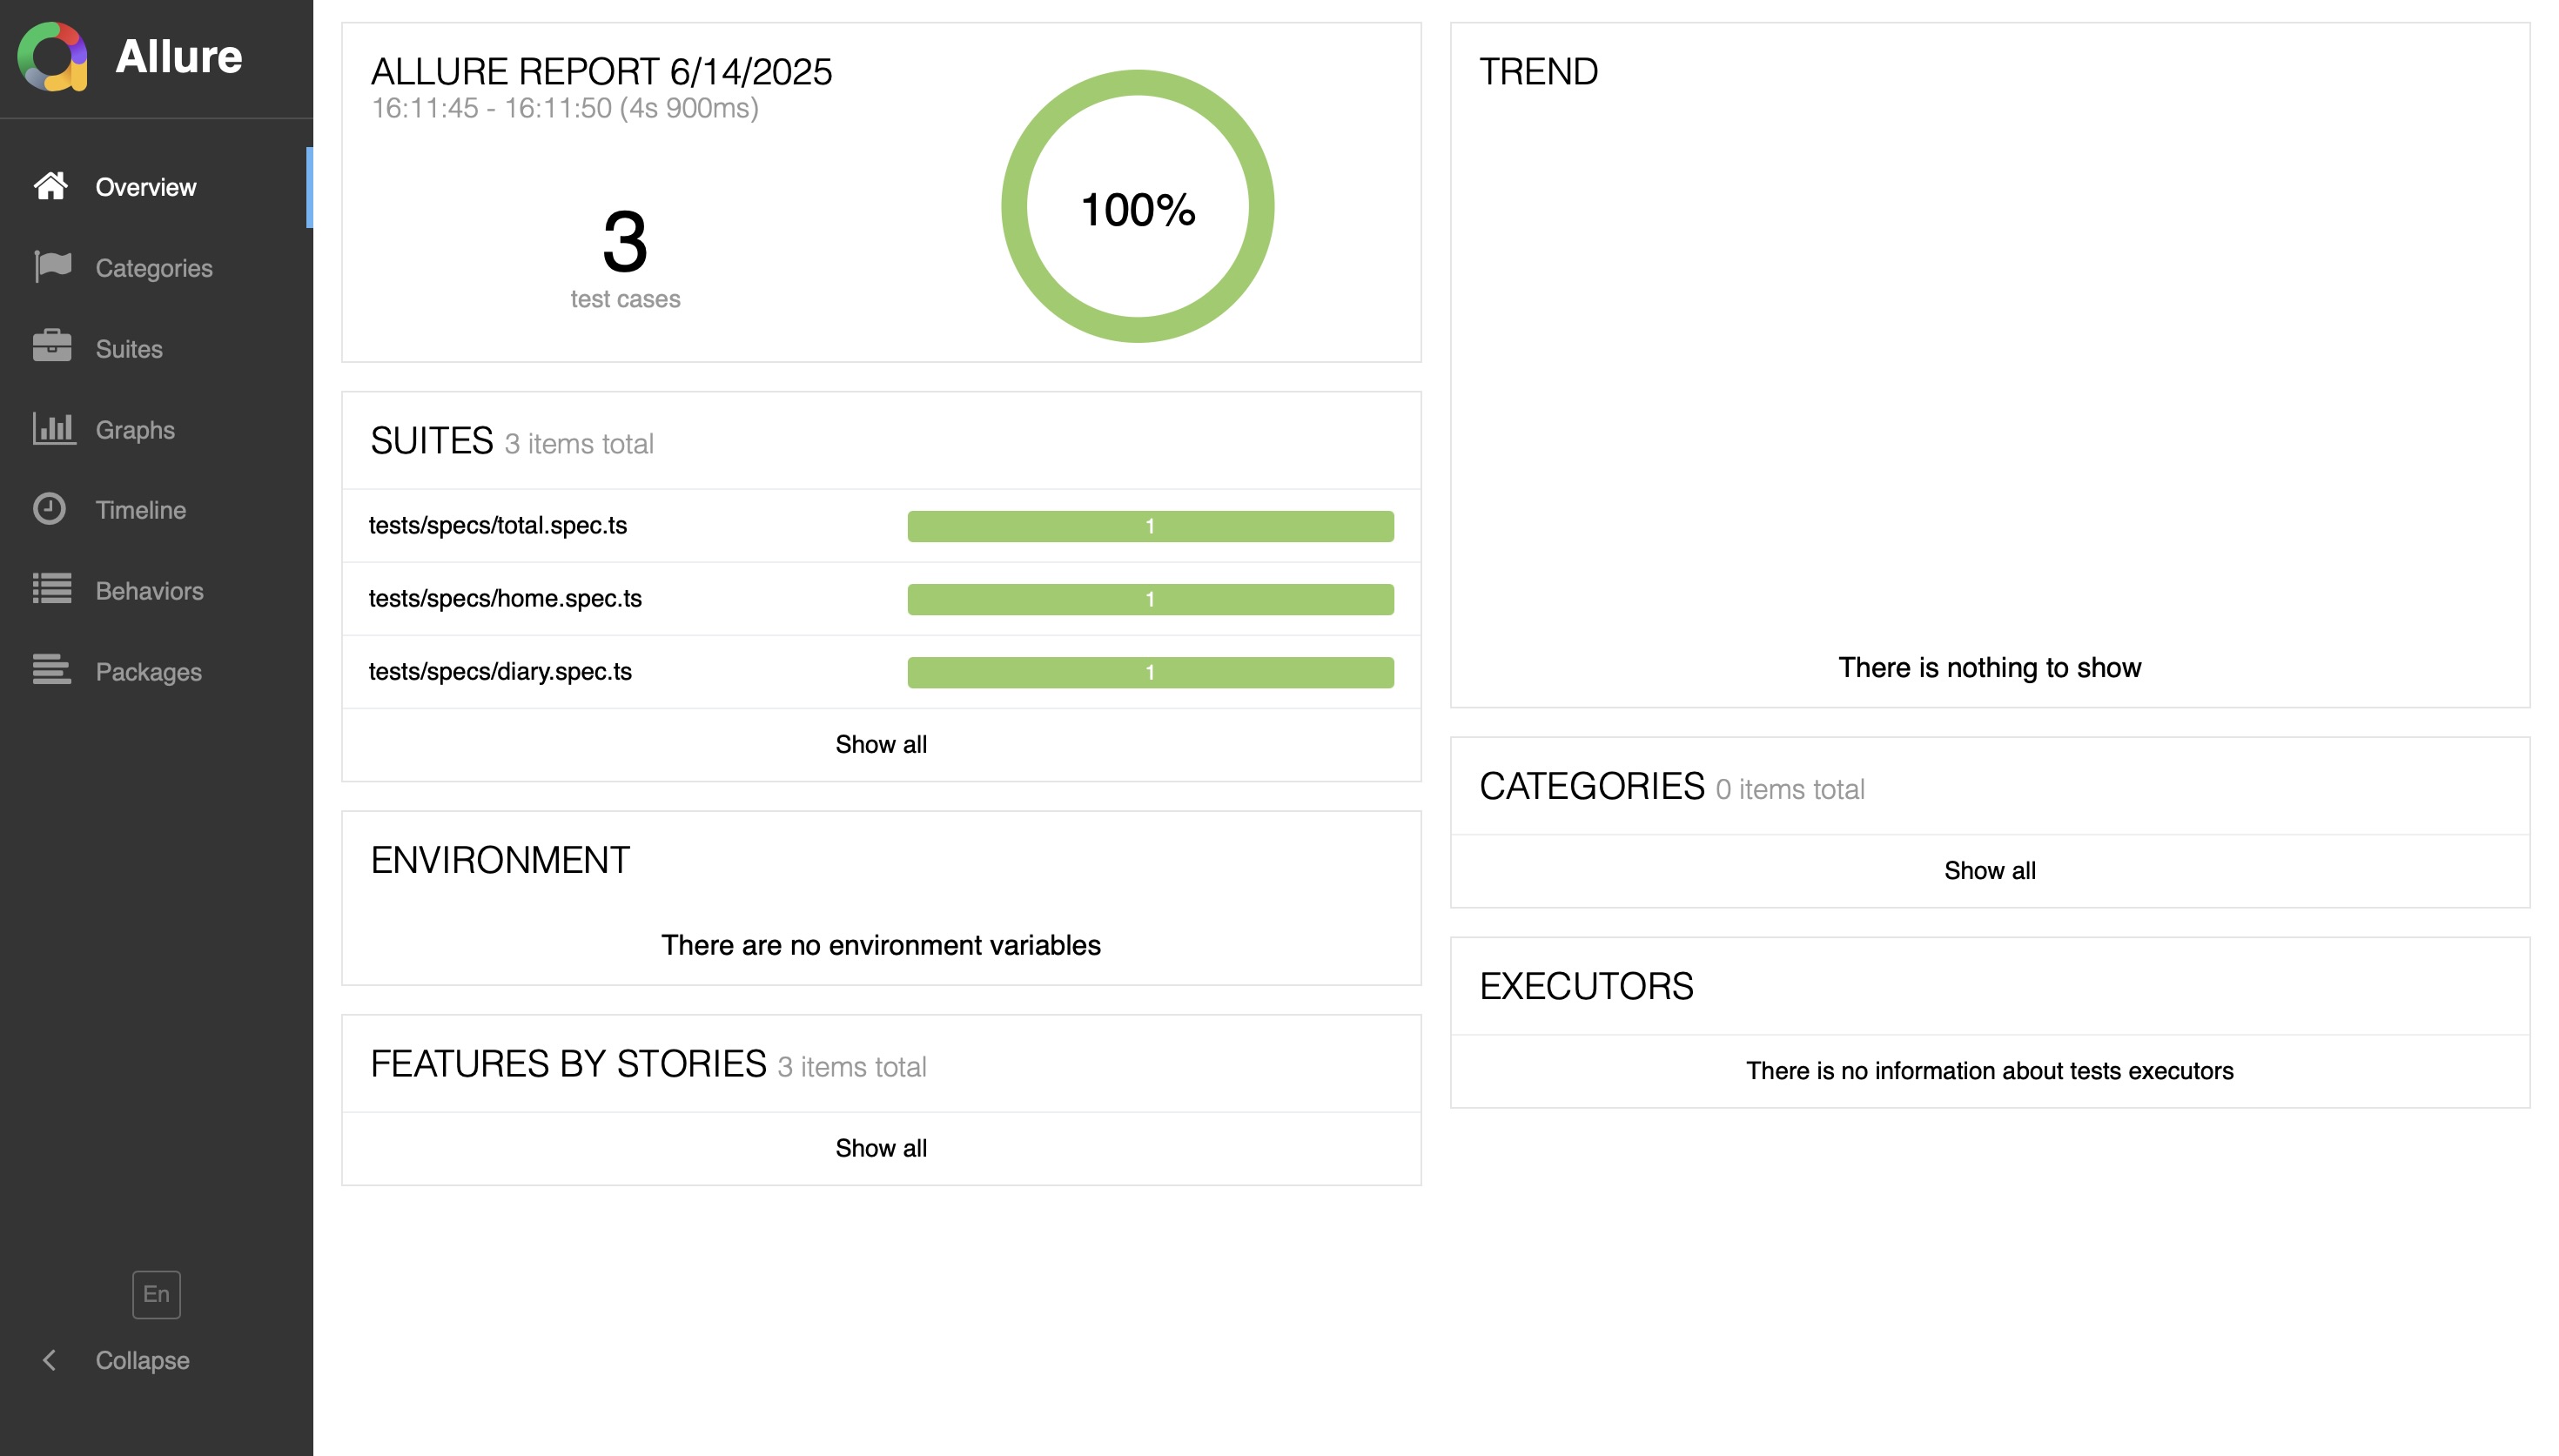 Allure
Overview
Categories
Suites
Graphs
Timeline
Behaviors
Packages
En
Collapse
ALLURE REPORT 6/14/2025
16:11:45 - 16:11:50 (4s 900ms)
3
test cases
100%
SUITES 3 items total
tests/specs/total.spec.ts 1
tests/specs/home.spec.ts 1
tests/specs/diary.spec.ts 1
Show all
ENVIRONMENT
There are no environment variables
FEATURES BY STORIES 3 items total
Show all
TREND
There is nothing to show
CATEGORIES 0 items total
Show all
EXECUTORS
There is no information about tests executors